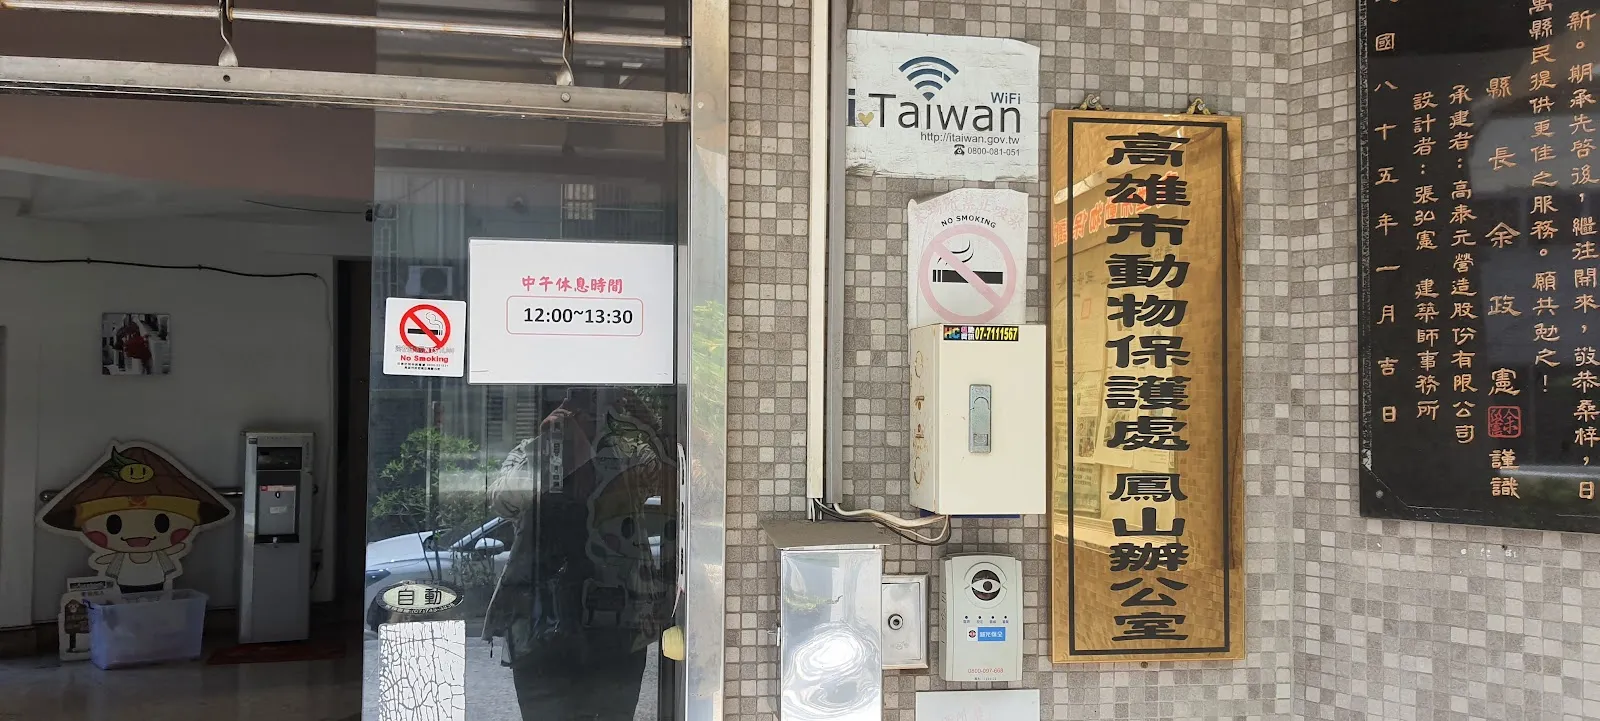 中午休息時間
12:00~13:30
No Smoking
自動
WiFi
i Taiwan
http://itaiwan.gov.tw
0800-081-051
NO SMOKING
07-7111567
高雄市動物保護處 鳳山辦公室
新。期承先啓後,繼往開來,敬恭桑梓,日
萬縣民提供更佳之服務。願共勉之!
縣長 余政憲 謹識
承建者:高泰元營造股份有限公司
設計者:張弘憲 建築師事務所
國八十五年一月吉日